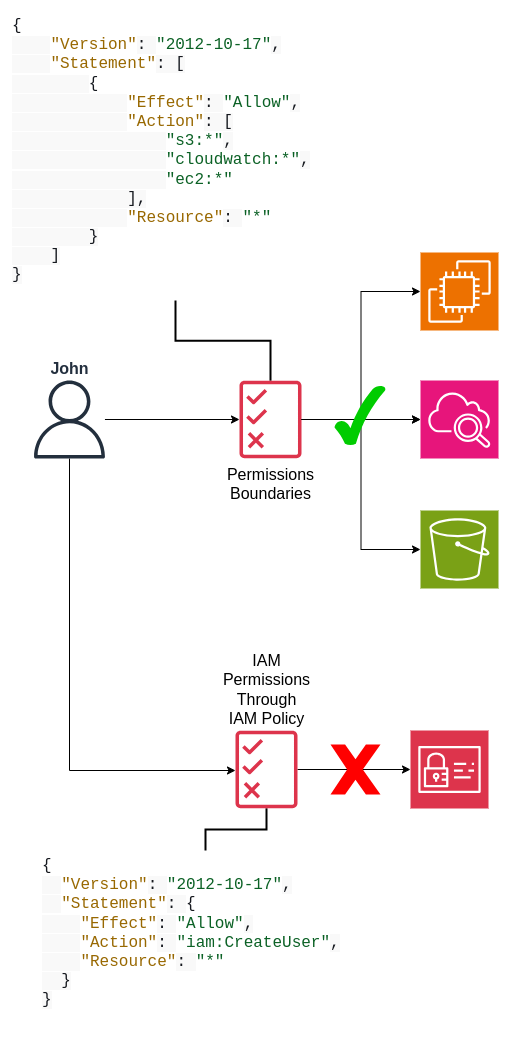 {
    "Version": "2012-10-17",
    "Statement": [
        {
            "Effect": "Allow",
            "Action": [
                "s3:*",
                "cloudwatch:*",
                "ec2:*"
            ],
            "Resource": "*"
        }
    ]
}
John
Permissions
Boundaries
IAM
Permissions
Through
IAM Policy
{
  "Version": "2012-10-17",
  "Statement": {
    "Effect": "Allow",
    "Action": "iam:CreateUser",
    "Resource": "*"
  }
}